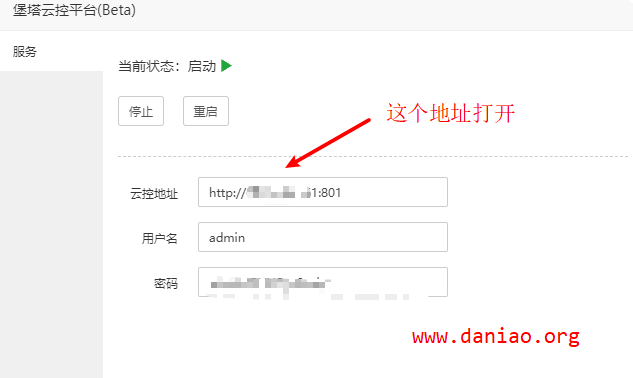 堡塔云控平台(Beta)
服务
当前状态：启动
停止 重启
这个地址打开
云控地址 http:// 1:801
用户名 admin
密码
www.daniao.org